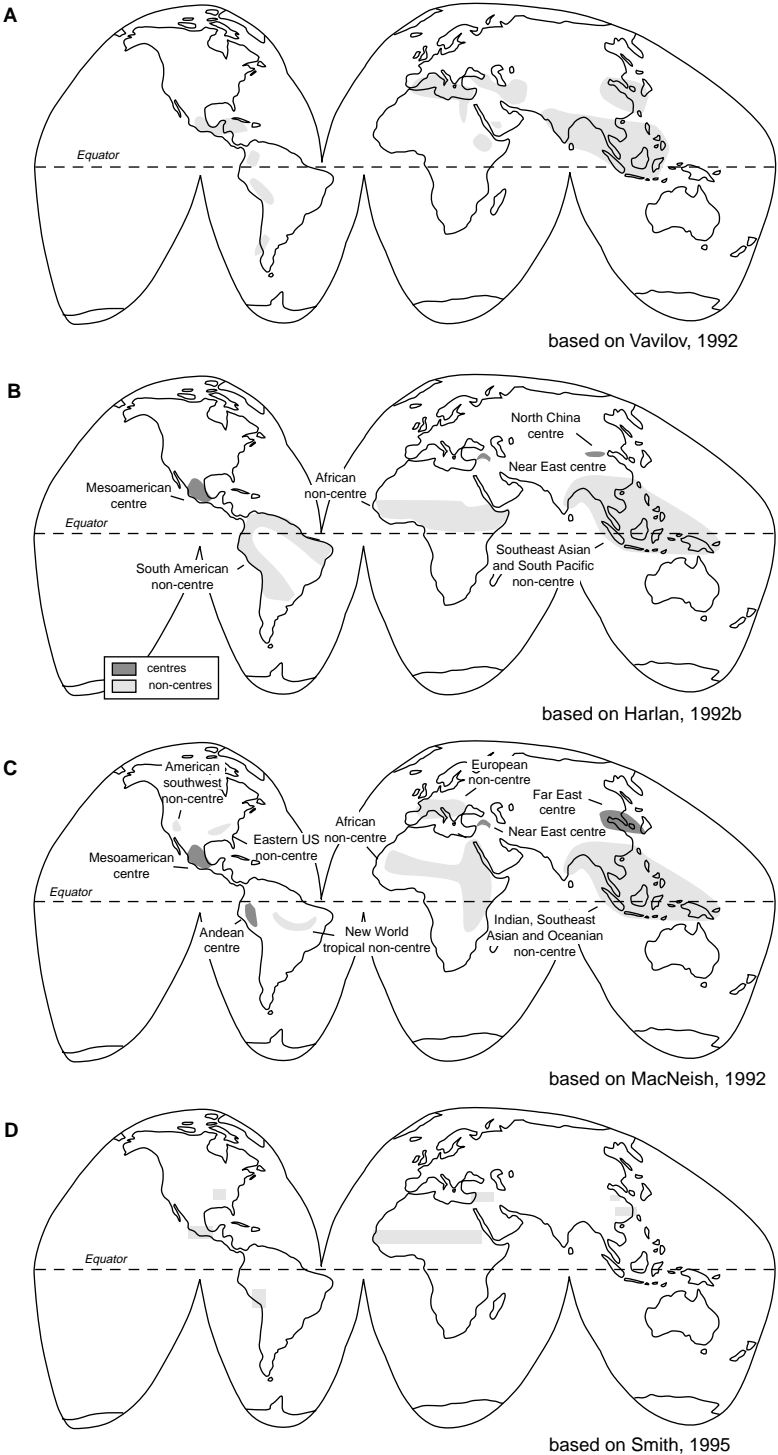 A
Equator
based on Vavilov, 1992
B
North China
centre
Near East centre
African
non-centre
Mesoamerican
centre
Equator
South American
non-centre
Southeast Asian
and South Pacific
non-centre
centres
non-centres
based on Harlan, 1992b
C
American
southwest
non-centre
European
non-centre
Far East
centre
Near East centre
African
non-centre
Eastern US
non-centre
Mesoamerican
centre
Equator
Andean
centre
New World
tropical non-centre
Indian, Southeast
Asian and Oceanian
non-centre
based on MacNeish, 1992
D
Equator
based on Smith, 1995